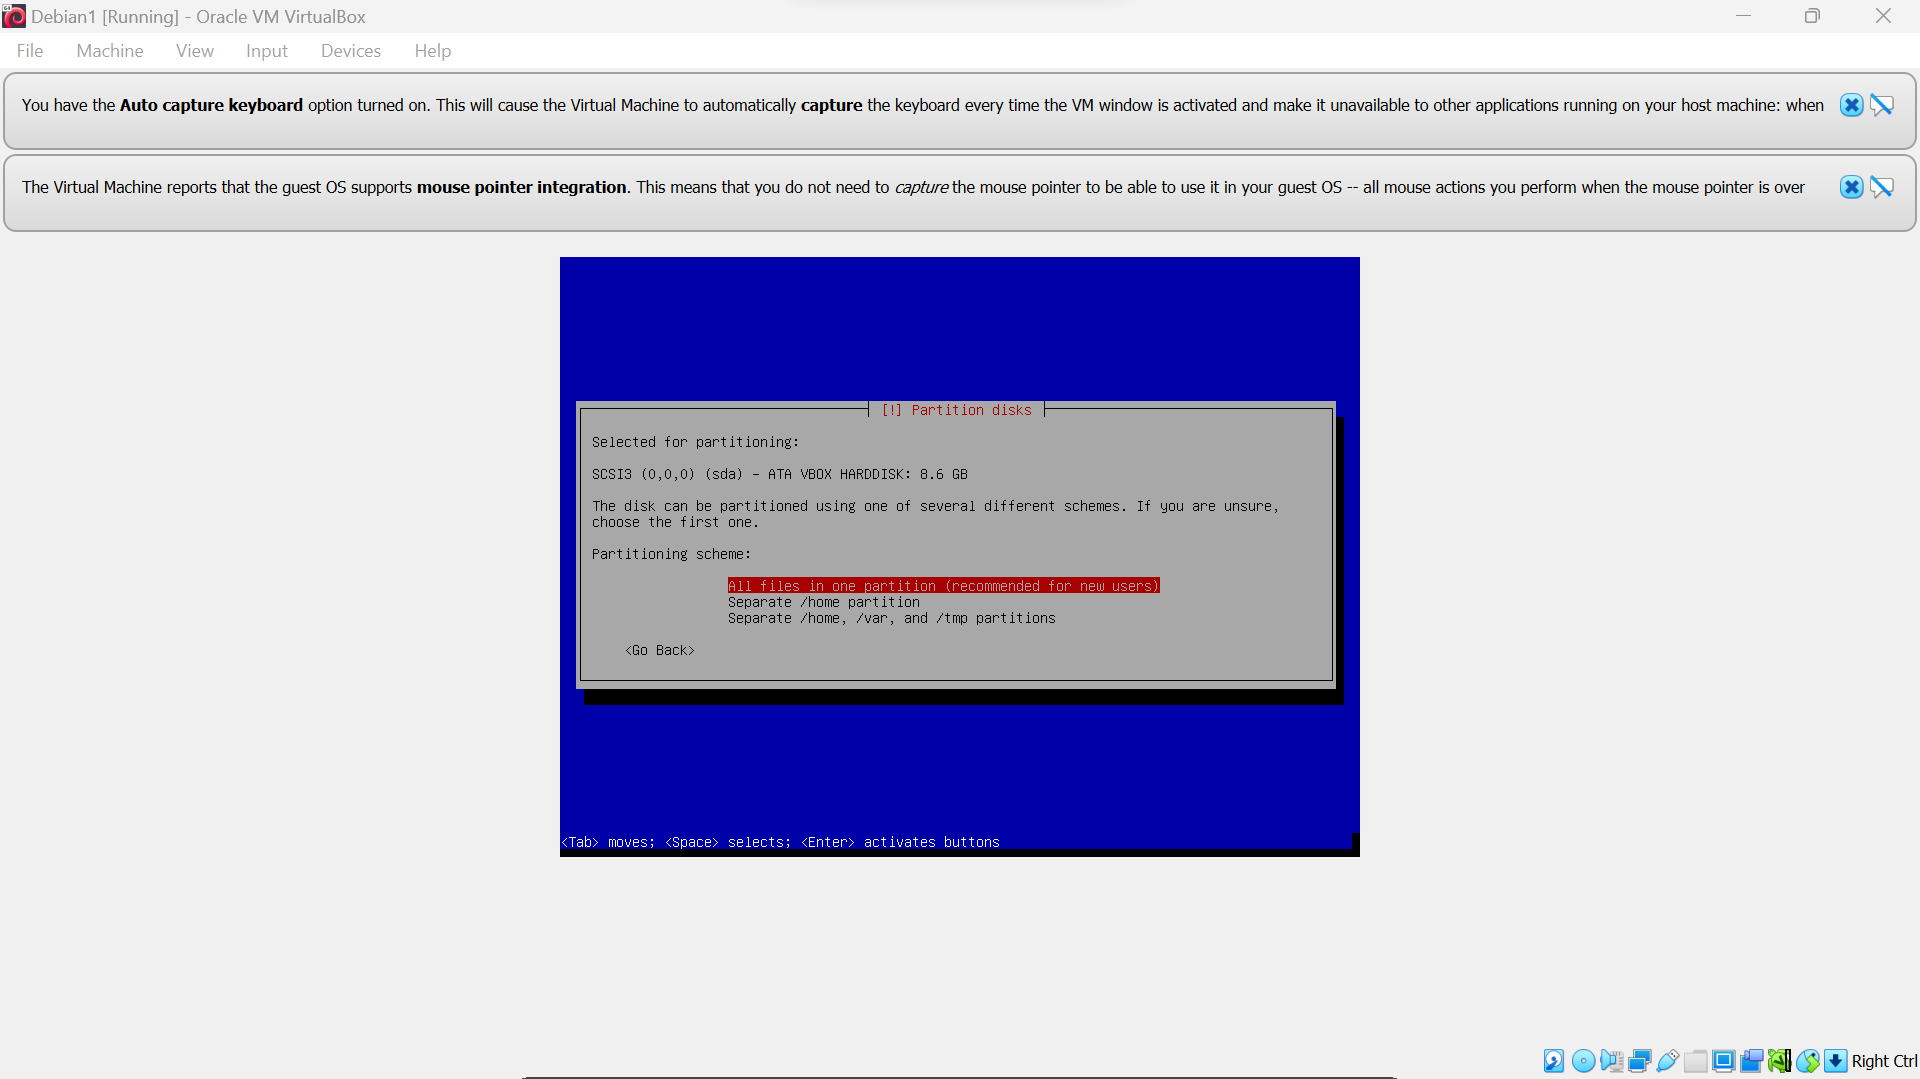 Debian1 [Running] - Oracle VM VirtualBox
File Machine View Input Devices Help
You have the Auto capture keyboard option turned on. This will cause the Virtual Machine to automatically capture the keyboard every time the VM window is activated and make it unavailable to other applications running on your host machine: when
The Virtual Machine reports that the guest OS supports mouse pointer integration. This means that you do not need to capture the mouse pointer to be able to use it in your guest OS -- all mouse actions you perform when the mouse pointer is over
[!] Partition disks
Selected for partitioning:
SCSI3 (0,0,0) (sda) - ATA VBOX HARDDISK: 8.6 GB
The disk can be partitioned using one of several different schemes. If you are unsure,
choose the first one.
Partitioning scheme:
All files in one partition (recommended for new users)
Separate /home partition
Separate /home, /var, and /tmp partitions
<Go Back>
<Tab> moves; <Space> selects; <Enter> activates buttons
Right Ctrl